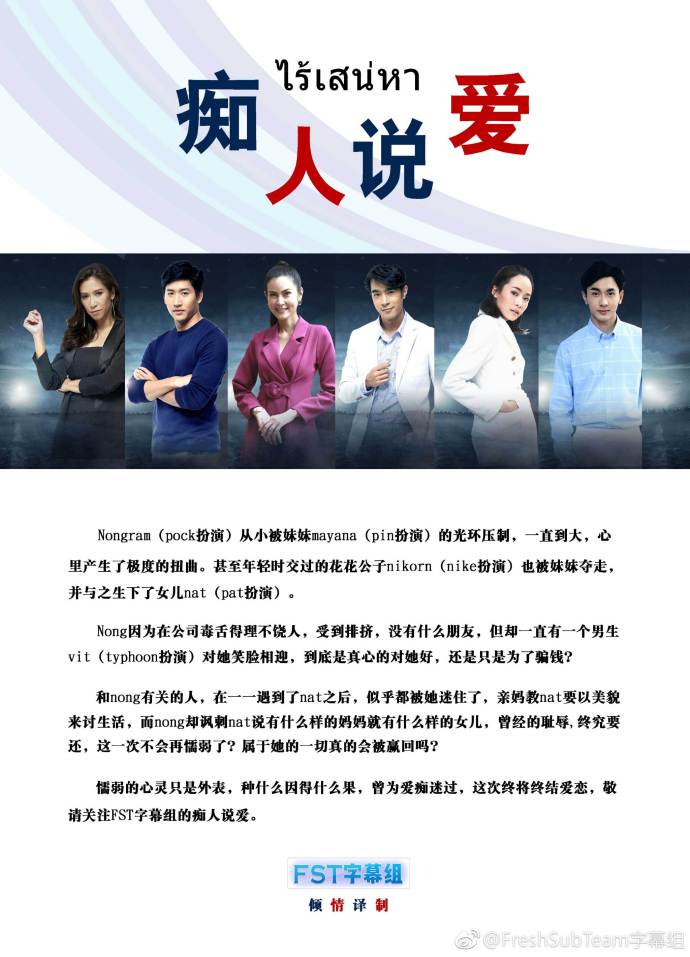 ไร้เสน่หา
痴人说爱
Nongram（pock扮演）从小被妹妹mayana（pin扮演）的光环压制，一直到大，心
里产生了极度的扭曲。甚至年轻时交过的花花公子nikorn（nike扮演）也被妹妹夺走，
并与之生下了女儿nat（pat扮演）。
Nong因为在公司毒舌得理不饶人，受到排挤，没有什么朋友，但却一直有一个男生
vit（typhoon扮演）对她笑脸相迎，到底是真心的对她好，还是只是为了骗钱？
和nong有关的人，在一一遇到了nat之后，似乎都被她迷住了，亲妈教nat要以美貌
来讨生活，而nong却讽刺nat说有什么样的妈妈就有什么样的女儿，曾经的耻辱,终究要
还，这一次不会再懦弱了？属于她的一切真的会被赢回吗？
懦弱的心灵只是外表，种什么因得什么果，曾为爱痴迷过，这次终将终结爱恋，敬
请关注FST字幕组的痴人说爱。
FST字幕组
倾情译制
@FreshSubTeam字幕组